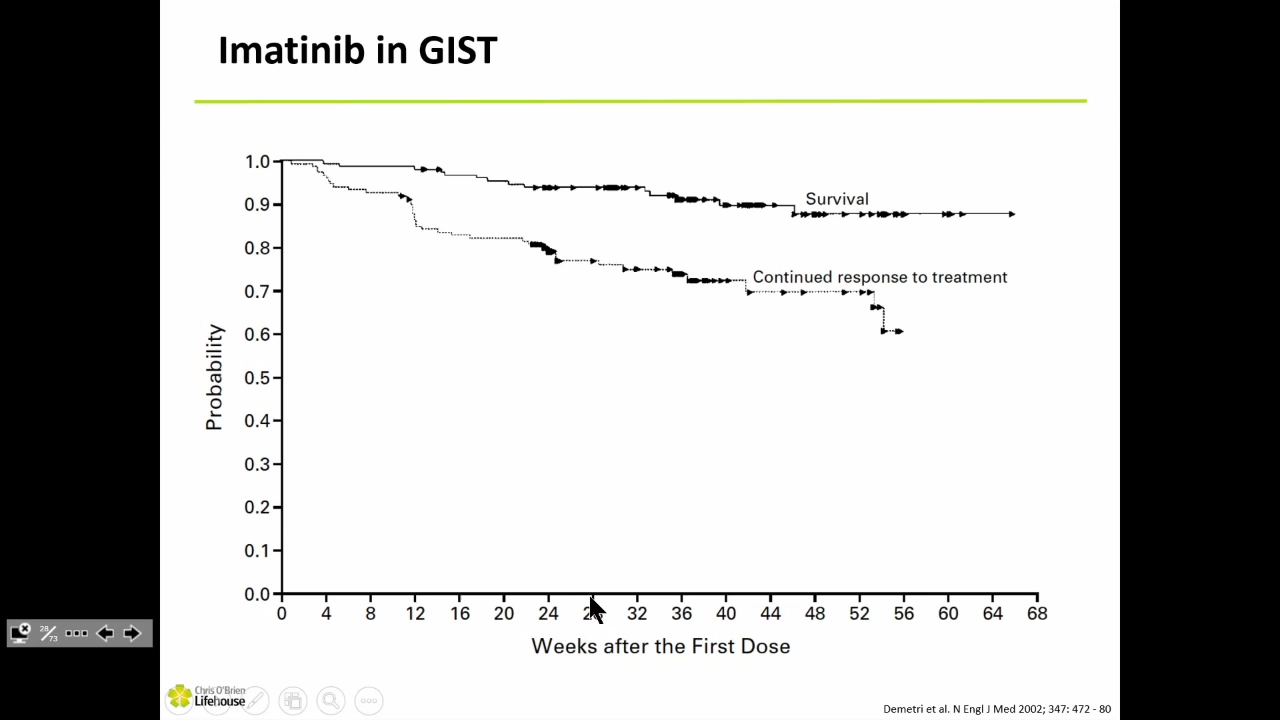 Imatinib in GIST
1.0
0.9
0.8
0.7
0.6
0.5
0.4
0.3
0.2
0.1
0.0
Probability
Survival
Continued response to treatment
0 4 8 12 16 20 24 32 36 40 44 48 52 56 60 64 68
Weeks after the First Dose
28/73
Chris O'Brien
Lifehouse
Demetri et al. N Engl J Med 2002; 347: 472 - 80